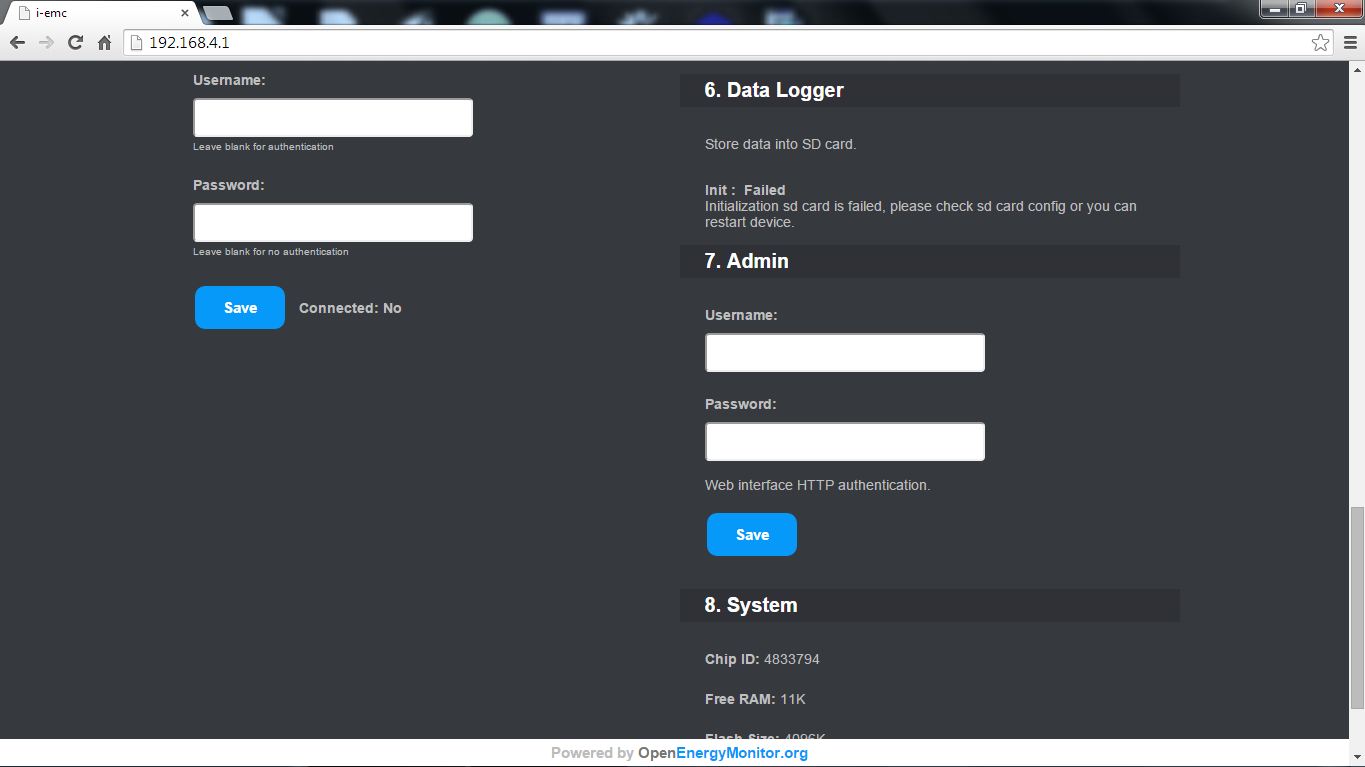 i-emc
192.168.4.1
Username:
Leave blank for authentication
Password:
Leave blank for no authentication
Save
Connected: No
6. Data Logger
Store data into SD card.
Init : Failed
Initialization sd card is failed, please check sd card config or you can
restart device.
7. Admin
Username:
Password:
Web interface HTTP authentication.
Save
8. System
Chip ID: 4833794
Free RAM: 11K
Flash Size: 4096K
Powered by OpenEnergyMonitor.org